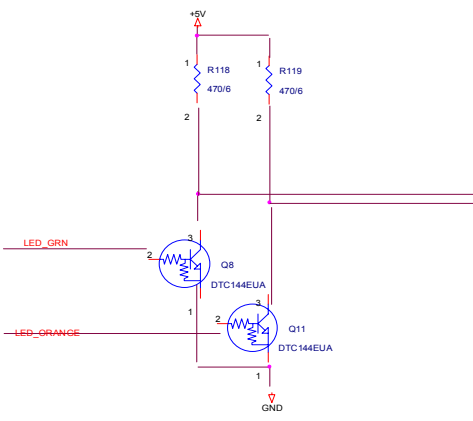 +5V
1
R118
470/6
2
1
R119
470/6
2
LED_GRN
2
3
Q8
DTC144EUA
1
LED_ORANGE
2
3
Q11
DTC144EUA
1
GND